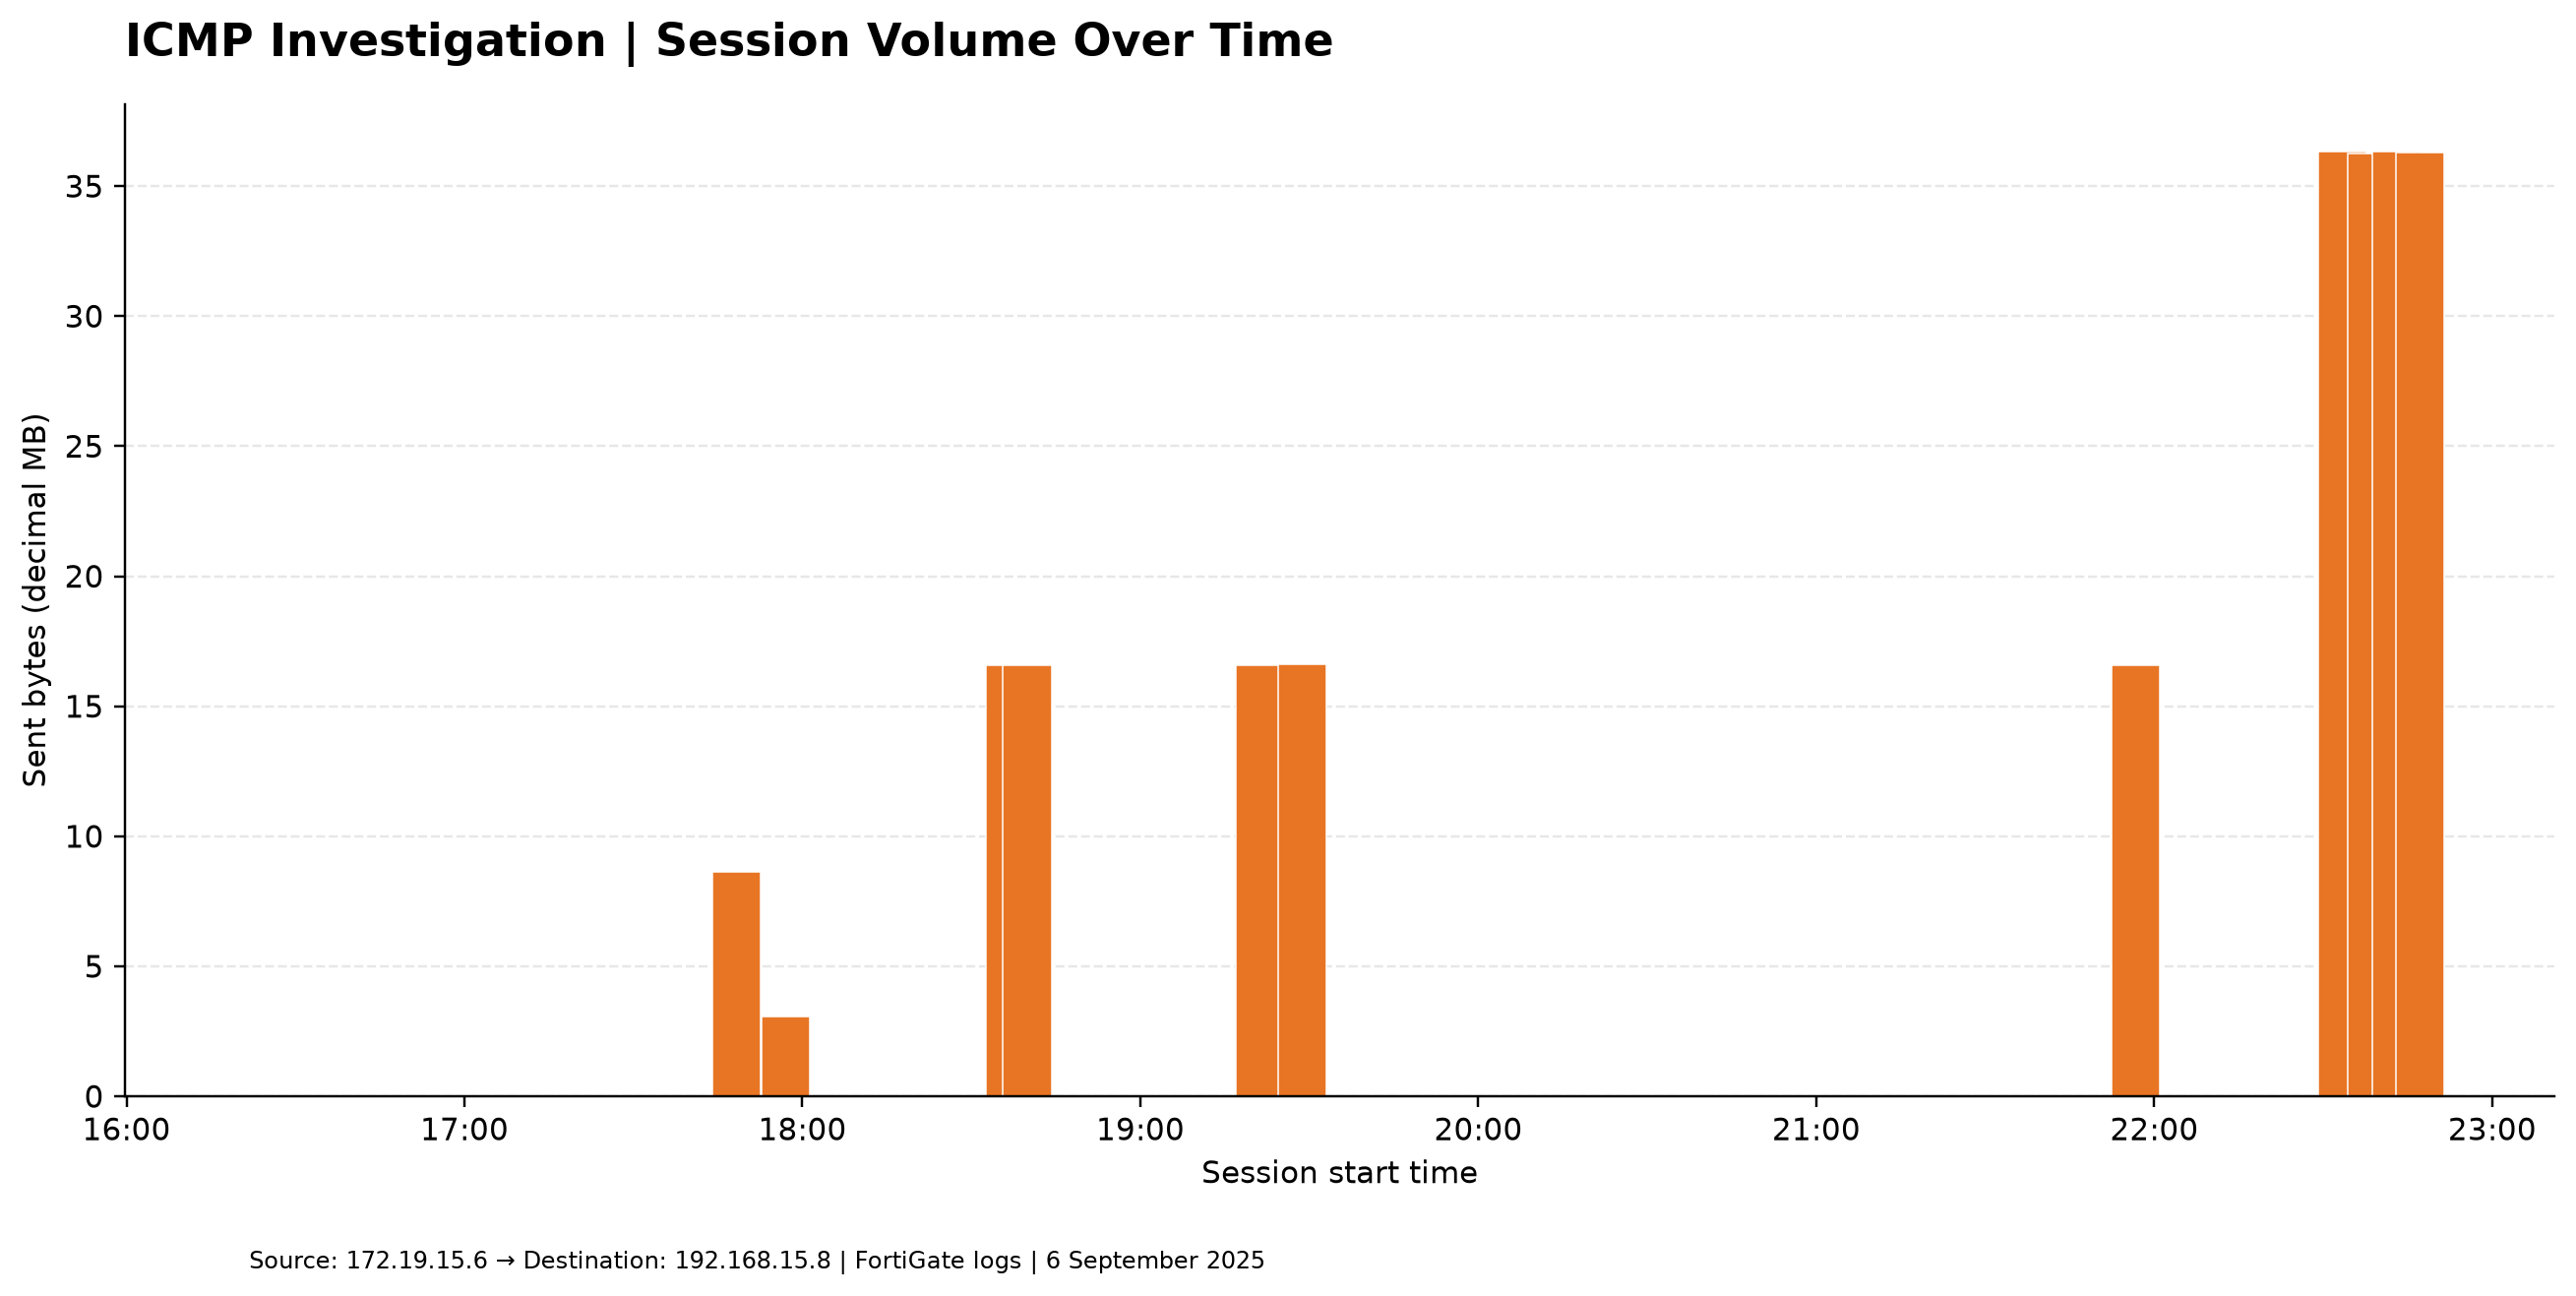 ICMP Investigation | Session Volume Over Time
Sent bytes (decimal MB)
35
30
25
20
15
10
5
0
16:00 17:00 18:00 19:00 20:00 21:00 22:00 23:00
Session start time
Source: 172.19.15.6 → Destination: 192.168.15.8 | FortiGate logs | 6 September 2025